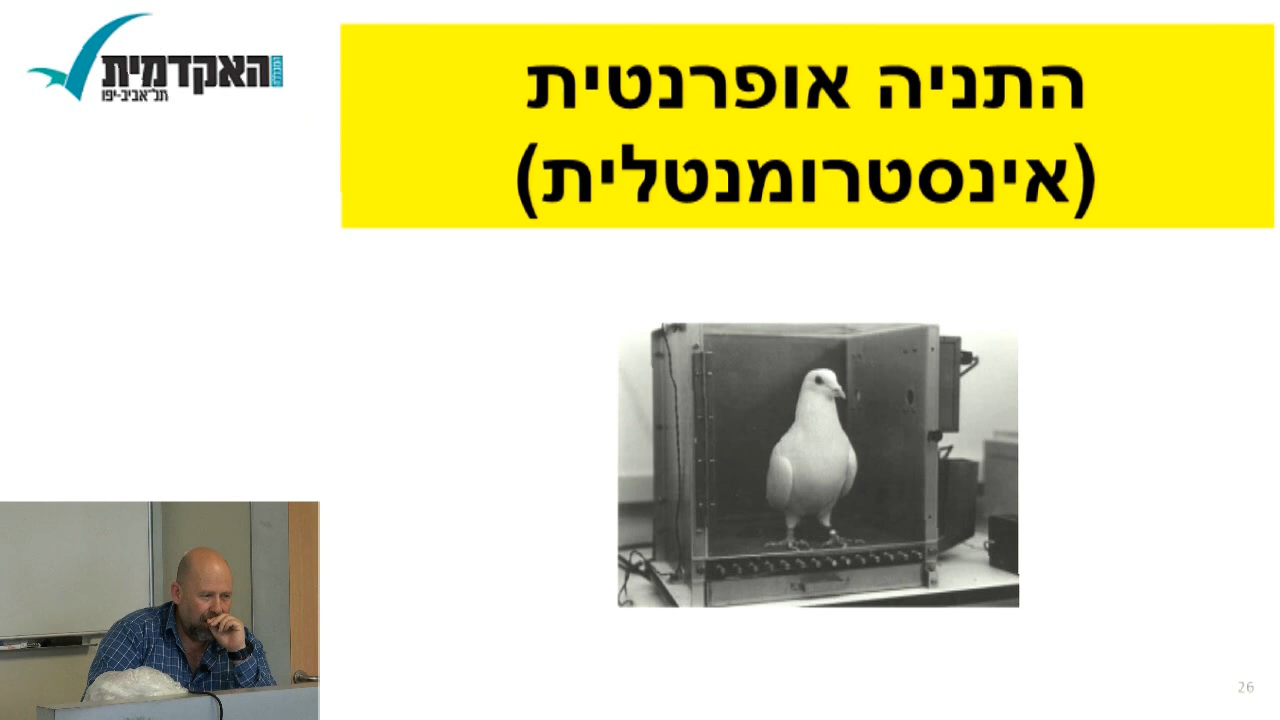 האקדמית
תל־אביב-יפו
התניה אופרנטית
(אינסטרומנטלית)
26